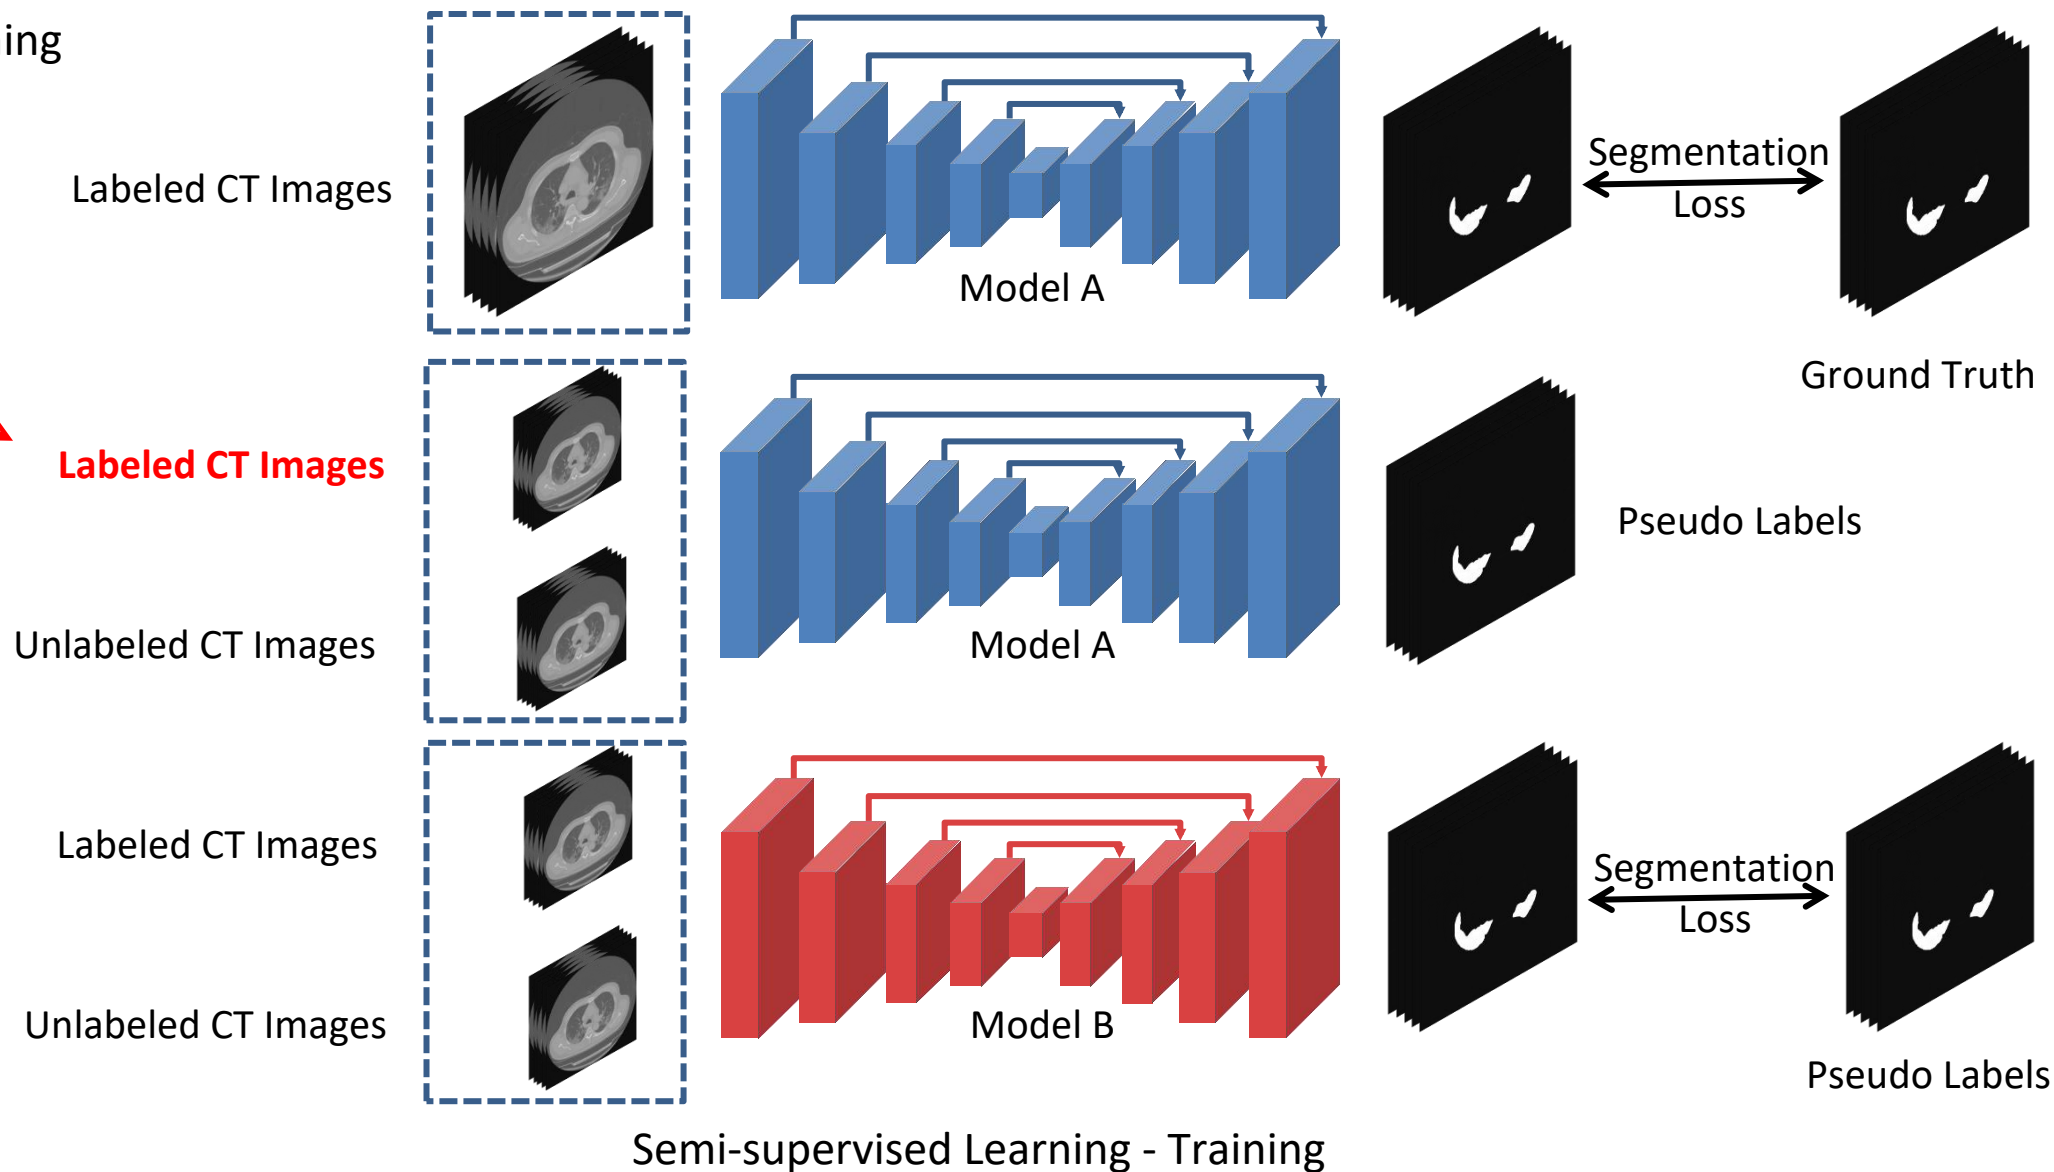 ing
Labeled CT Images
Model A
Segmentation
Loss
Ground Truth
Labeled CT Images
Unlabeled CT Images
Model A
Pseudo Labels
Labeled CT Images
Unlabeled CT Images
Model B
Segmentation
Loss
Pseudo Labels
Semi-supervised Learning - Training